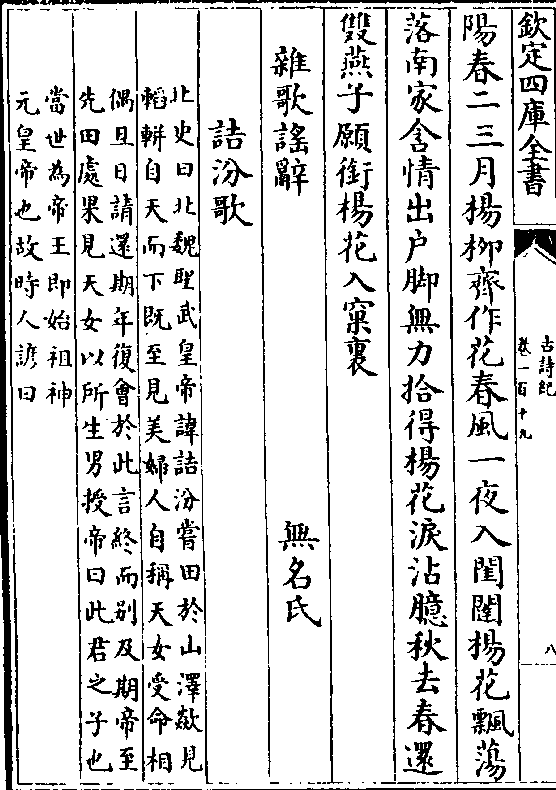 欽定四庫全書
古詩紀
卷一百十九
八
陽春二三月楊柳齊作花春風一夜入閨闥楊花飄蕩
落南家含情出戶脚無力拾得楊花淚沾臆秋去春還
雙燕子願銜楊花入窠裏
雜歌謠辭
無名氏
詰汾歌
北史曰北魏聖武皇帝諱詰汾嘗田於山澤欻見
輜軿自天而下既至見美婦人自稱天女受命相
偶旦日請還期年復會於此言終而别及期帝至
先田處果見天女以所生男授帝曰此君之子也
當世為帝王即始祖神
元皇帝也故時人諺曰